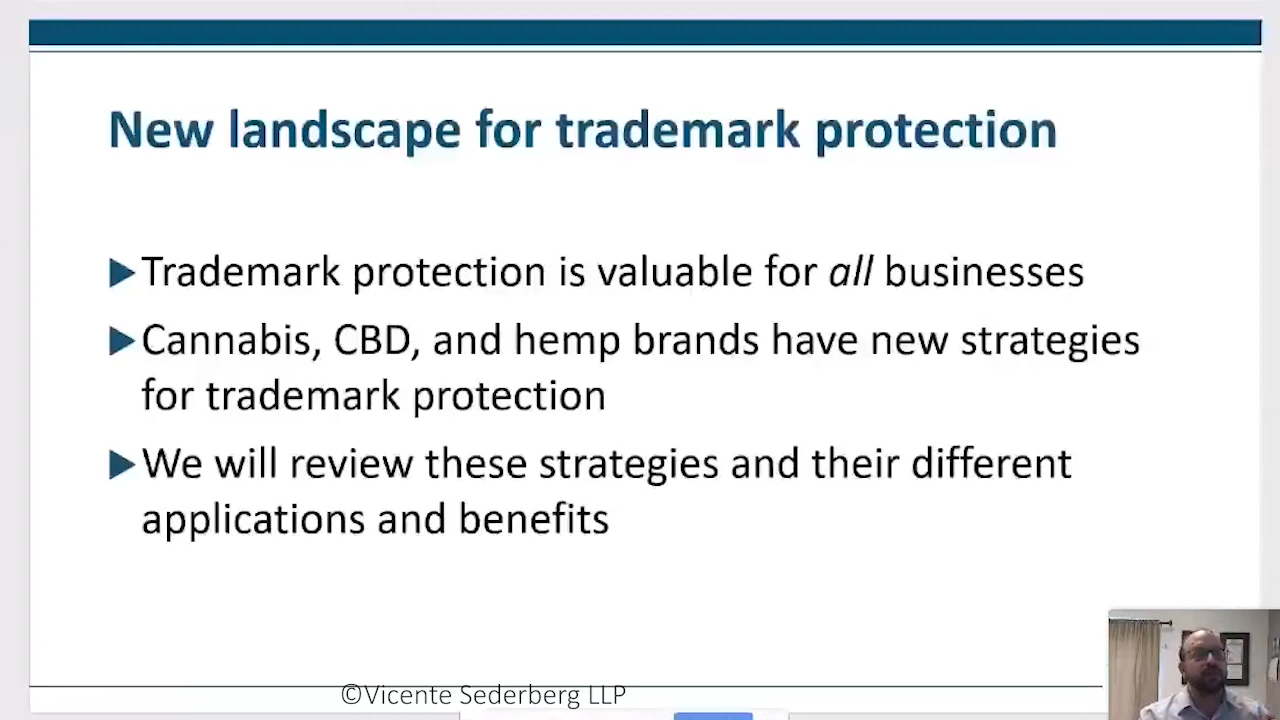 New landscape for trademark protection
Trademark protection is valuable for all businesses
Cannabis, CBD, and hemp brands have new strategies
for trademark protection
We will review these strategies and their different
applications and benefits
©Vicente Sederberg LLP